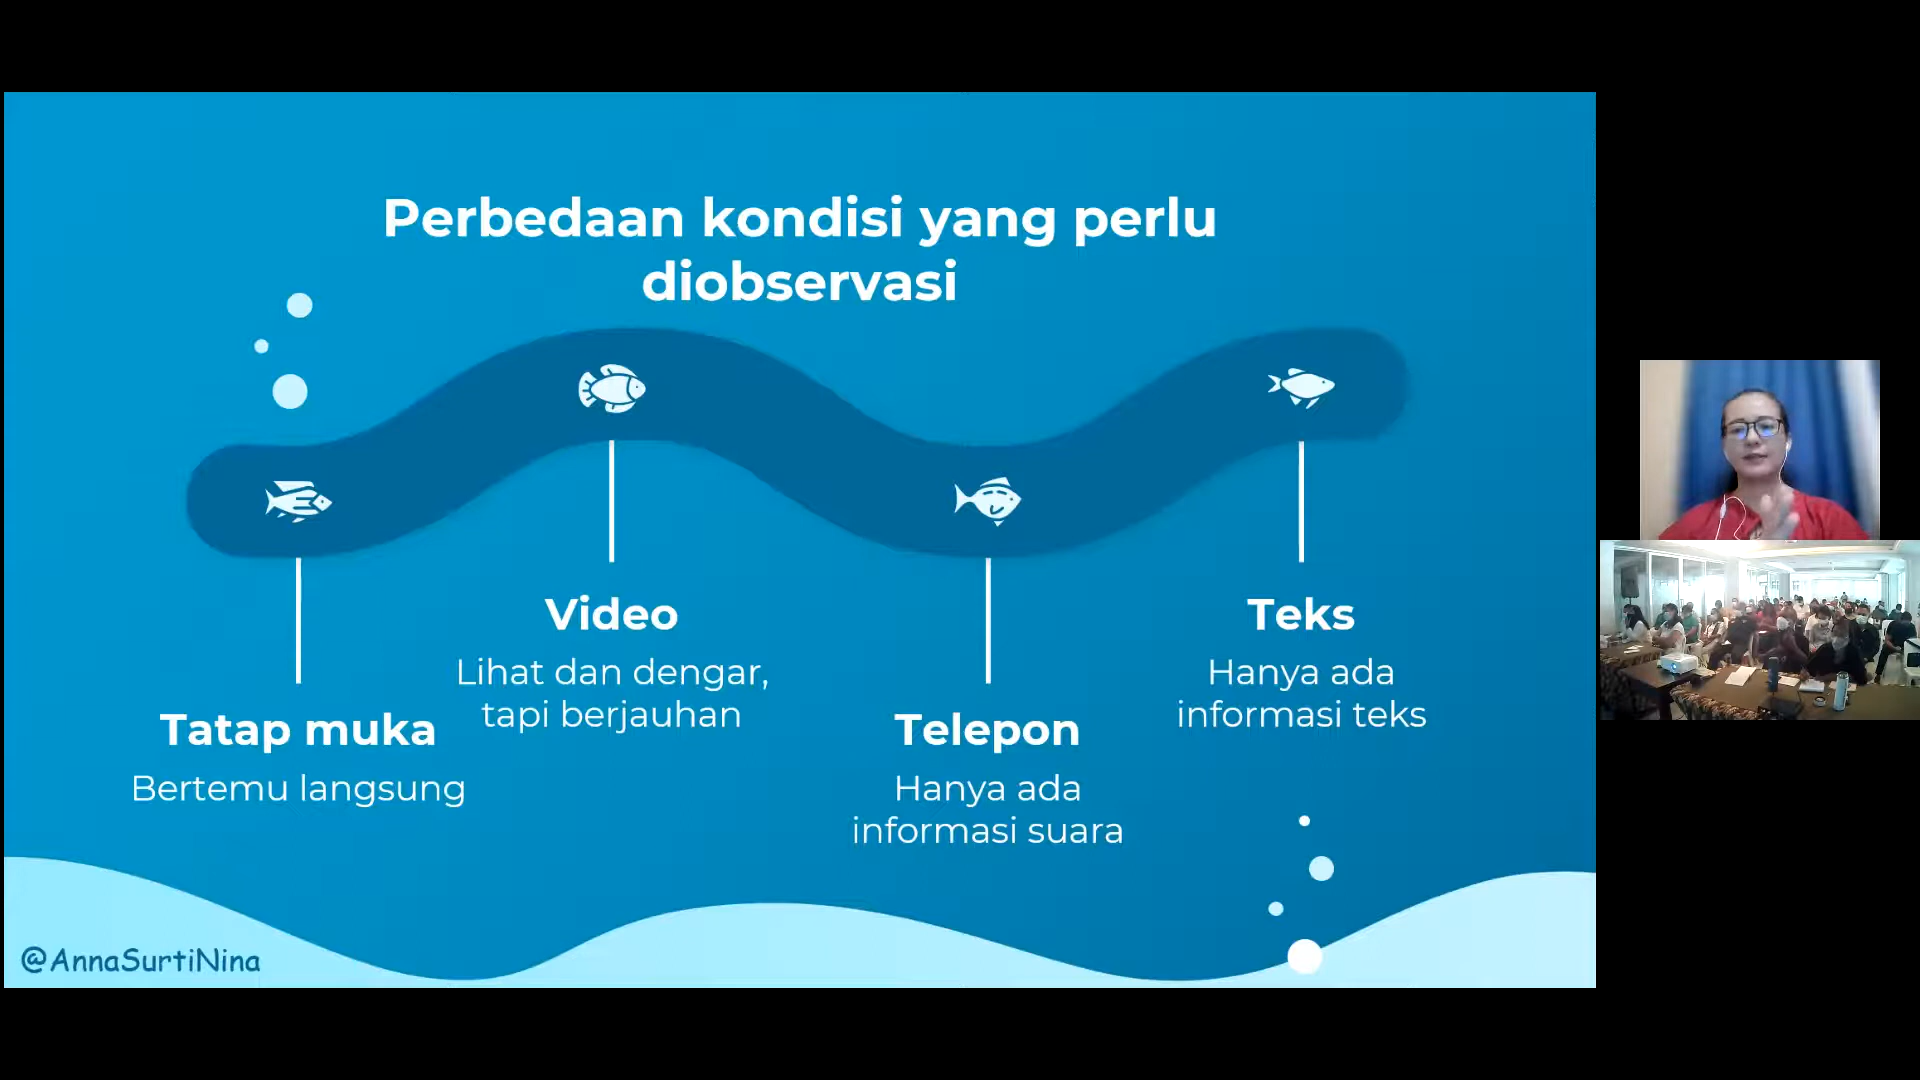 Perbedaan kondisi yang perlu
diobservasi
Tatap muka
Bertemu langsung
Video
Lihat dan dengar,
tapi berjauhan
Telepon
Hanya ada
informasi suara
Teks
Hanya ada
informasi teks
@AnnaSurtiNina